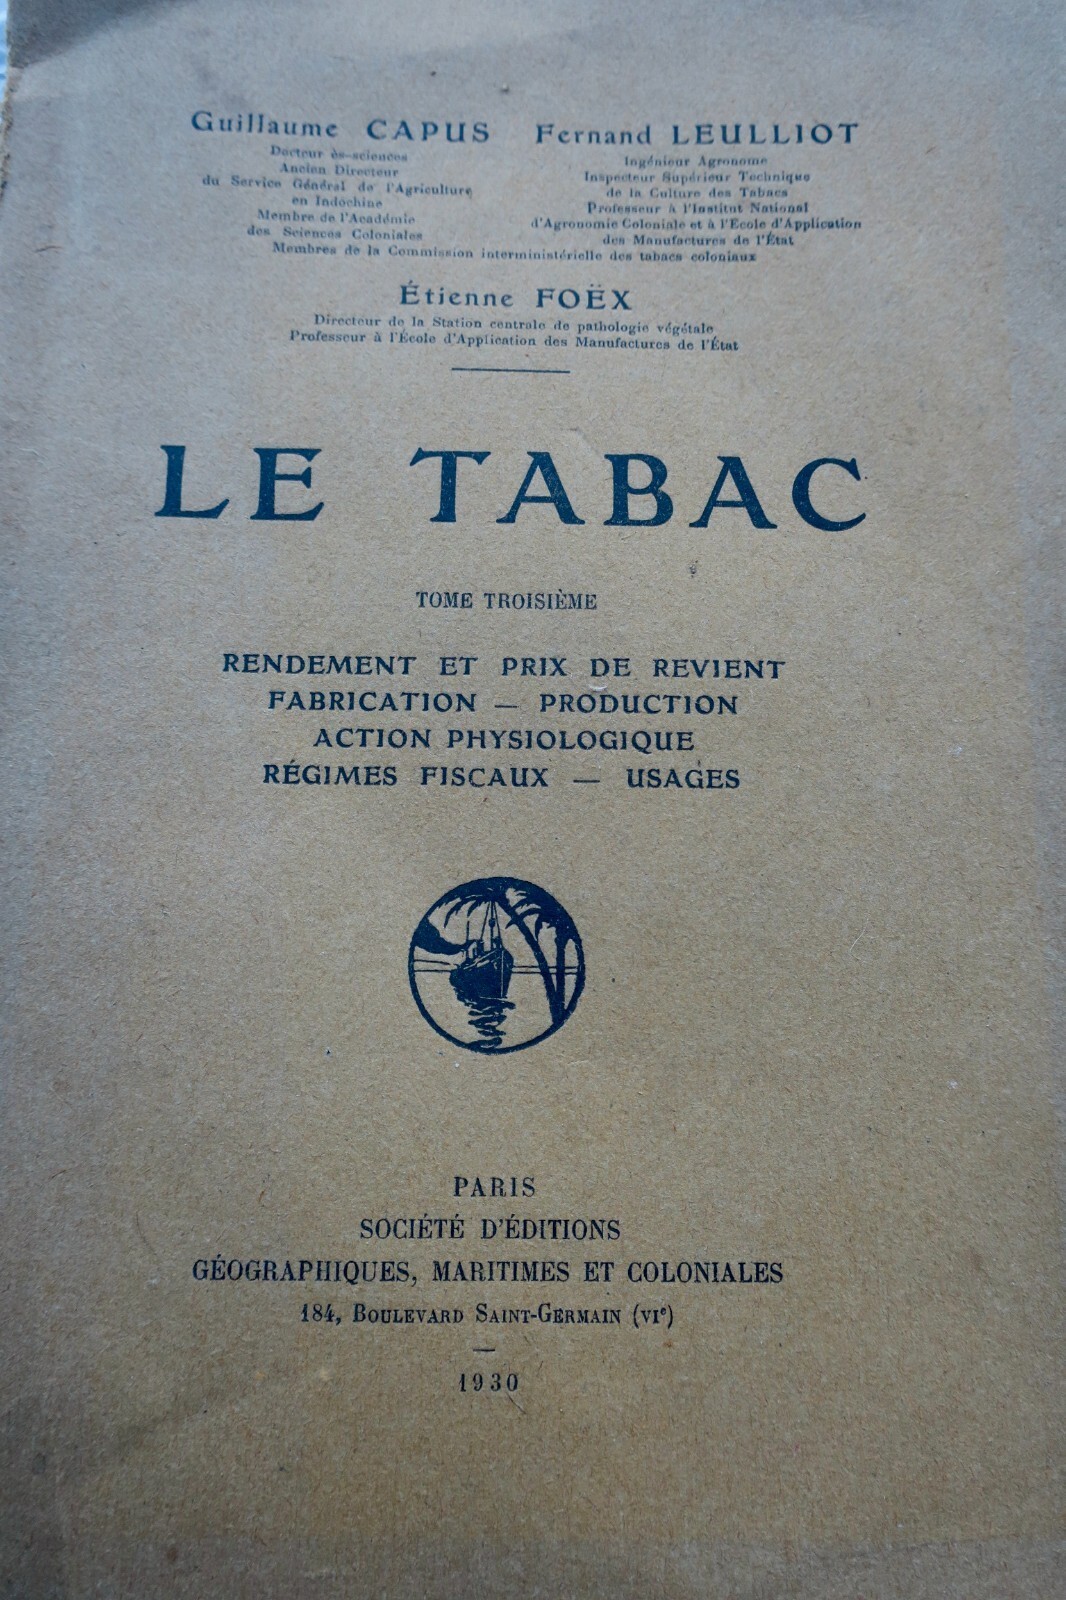 Guillaume CAPUS
Docteur ès-sciences
Ancien Directeur
du Service Général de l'Agriculture
en Indochine
Membre de l'Académie
des Sciences Coloniales
Fernand LEULLIOT
Ingénieur Agronome
Inspecteur Supérieur Technique
de la Culture des Tabacs
Professeur à l'Institut National
d'Agronomie Coloniale et à l'Ecole d'Application
des Manufactures de l'État
Membres de la Commission interministérielle des tabacs coloniaux
Étienne FOËX
Directeur de la Station centrale de pathologie végétale
Professeur à l'École d'Application des Manufactures de l'État
LE TABAC
TOME TROISIÈME
RENDEMENT ET PRIX DE REVIENT
FABRICATION — PRODUCTION
ACTION PHYSIOLOGIQUE
RÉGIMES FISCAUX — USAGES
PARIS
SOCIÉTÉ D'ÉDITIONS
GÉOGRAPHIQUES, MARITIMES ET COLONIALES
184, BOULEVARD SAINT-GERMAIN (VIe)
1930